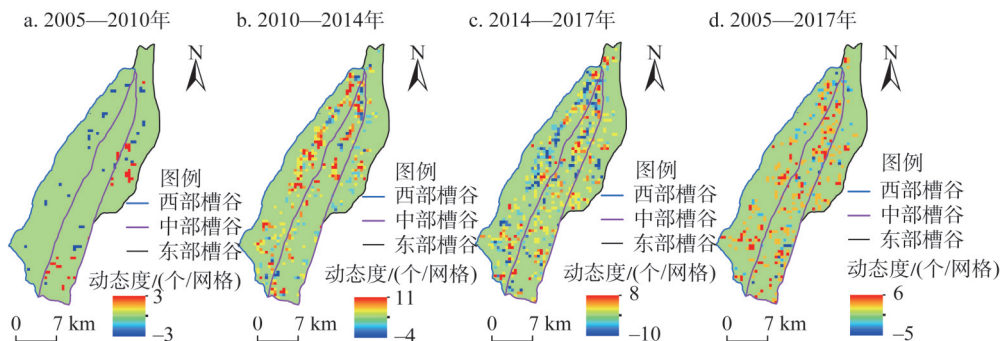 a. 2005—2010年
b. 2010—2014年
c. 2014—2017年
d. 2005—2017年
N
图例
西部槽谷
中部槽谷
东部槽谷
动态度/(个/网格)
3
–3
0 7 km
N
图例
西部槽谷
中部槽谷
东部槽谷
动态度/(个/网格)
11
–4
0 7 km
N
图例
西部槽谷
中部槽谷
东部槽谷
动态度/(个/网格)
8
–10
0 7 km
N
图例
西部槽谷
中部槽谷
东部槽谷
动态度/(个/网格)
6
–5
0 7 km